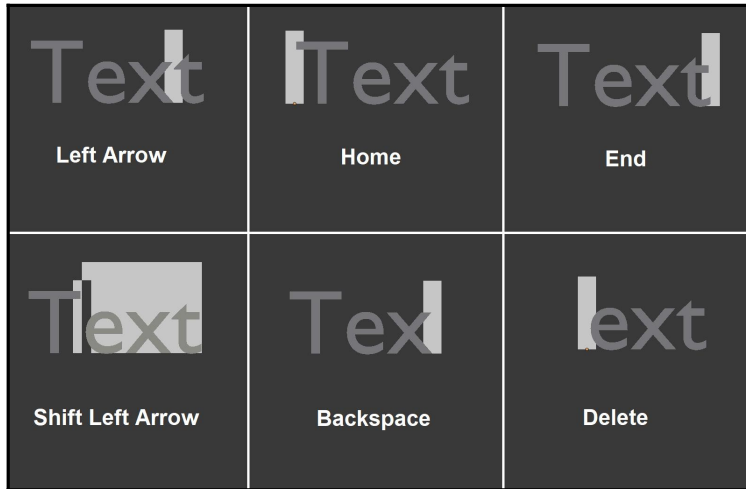 Text
Text
Text
Left Arrow
Home
End
Text
Tex
ext
Shift Left Arrow
Backspace
Delete